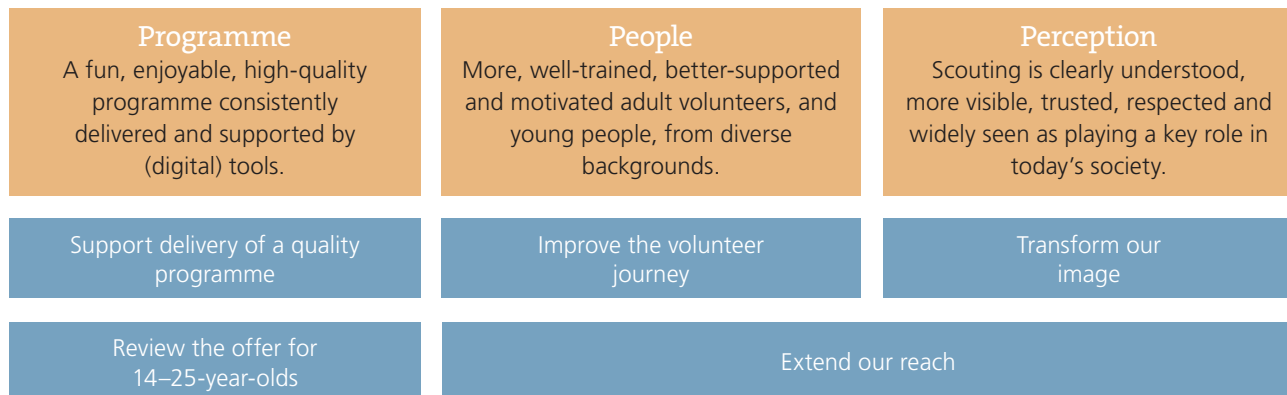 Programme
A fun, enjoyable, high-quality
programme consistently
delivered and supported by
(digital) tools.
People
More, well-trained, better-supported
and motivated adult volunteers, and
young people, from diverse
backgrounds.
Perception
Scouting is clearly understood,
more visible, trusted, respected and
widely seen as playing a key role in
today’s society.
Support delivery of a quality
programme
Improve the volunteer
journey
Transform our
image
Review the offer for
14–25-year-olds
Extend our reach